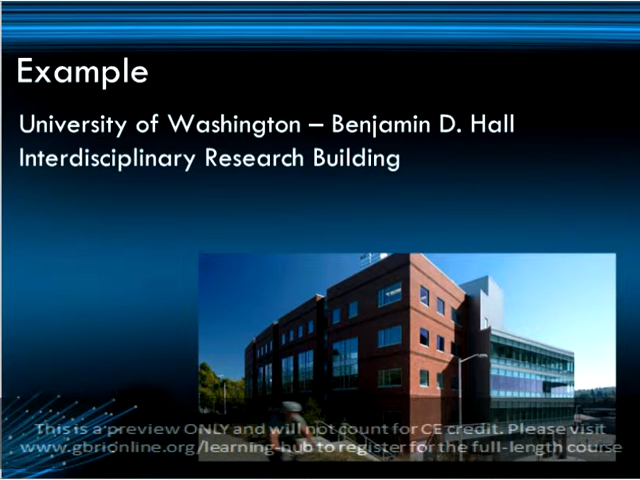 Example
University of Washington – Benjamin D. Hall
Interdisciplinary Research Building
This is a preview ONLY and will not count for CE credit. Please visit
www.gbrionline.org/learning-hub to register for the full-length course